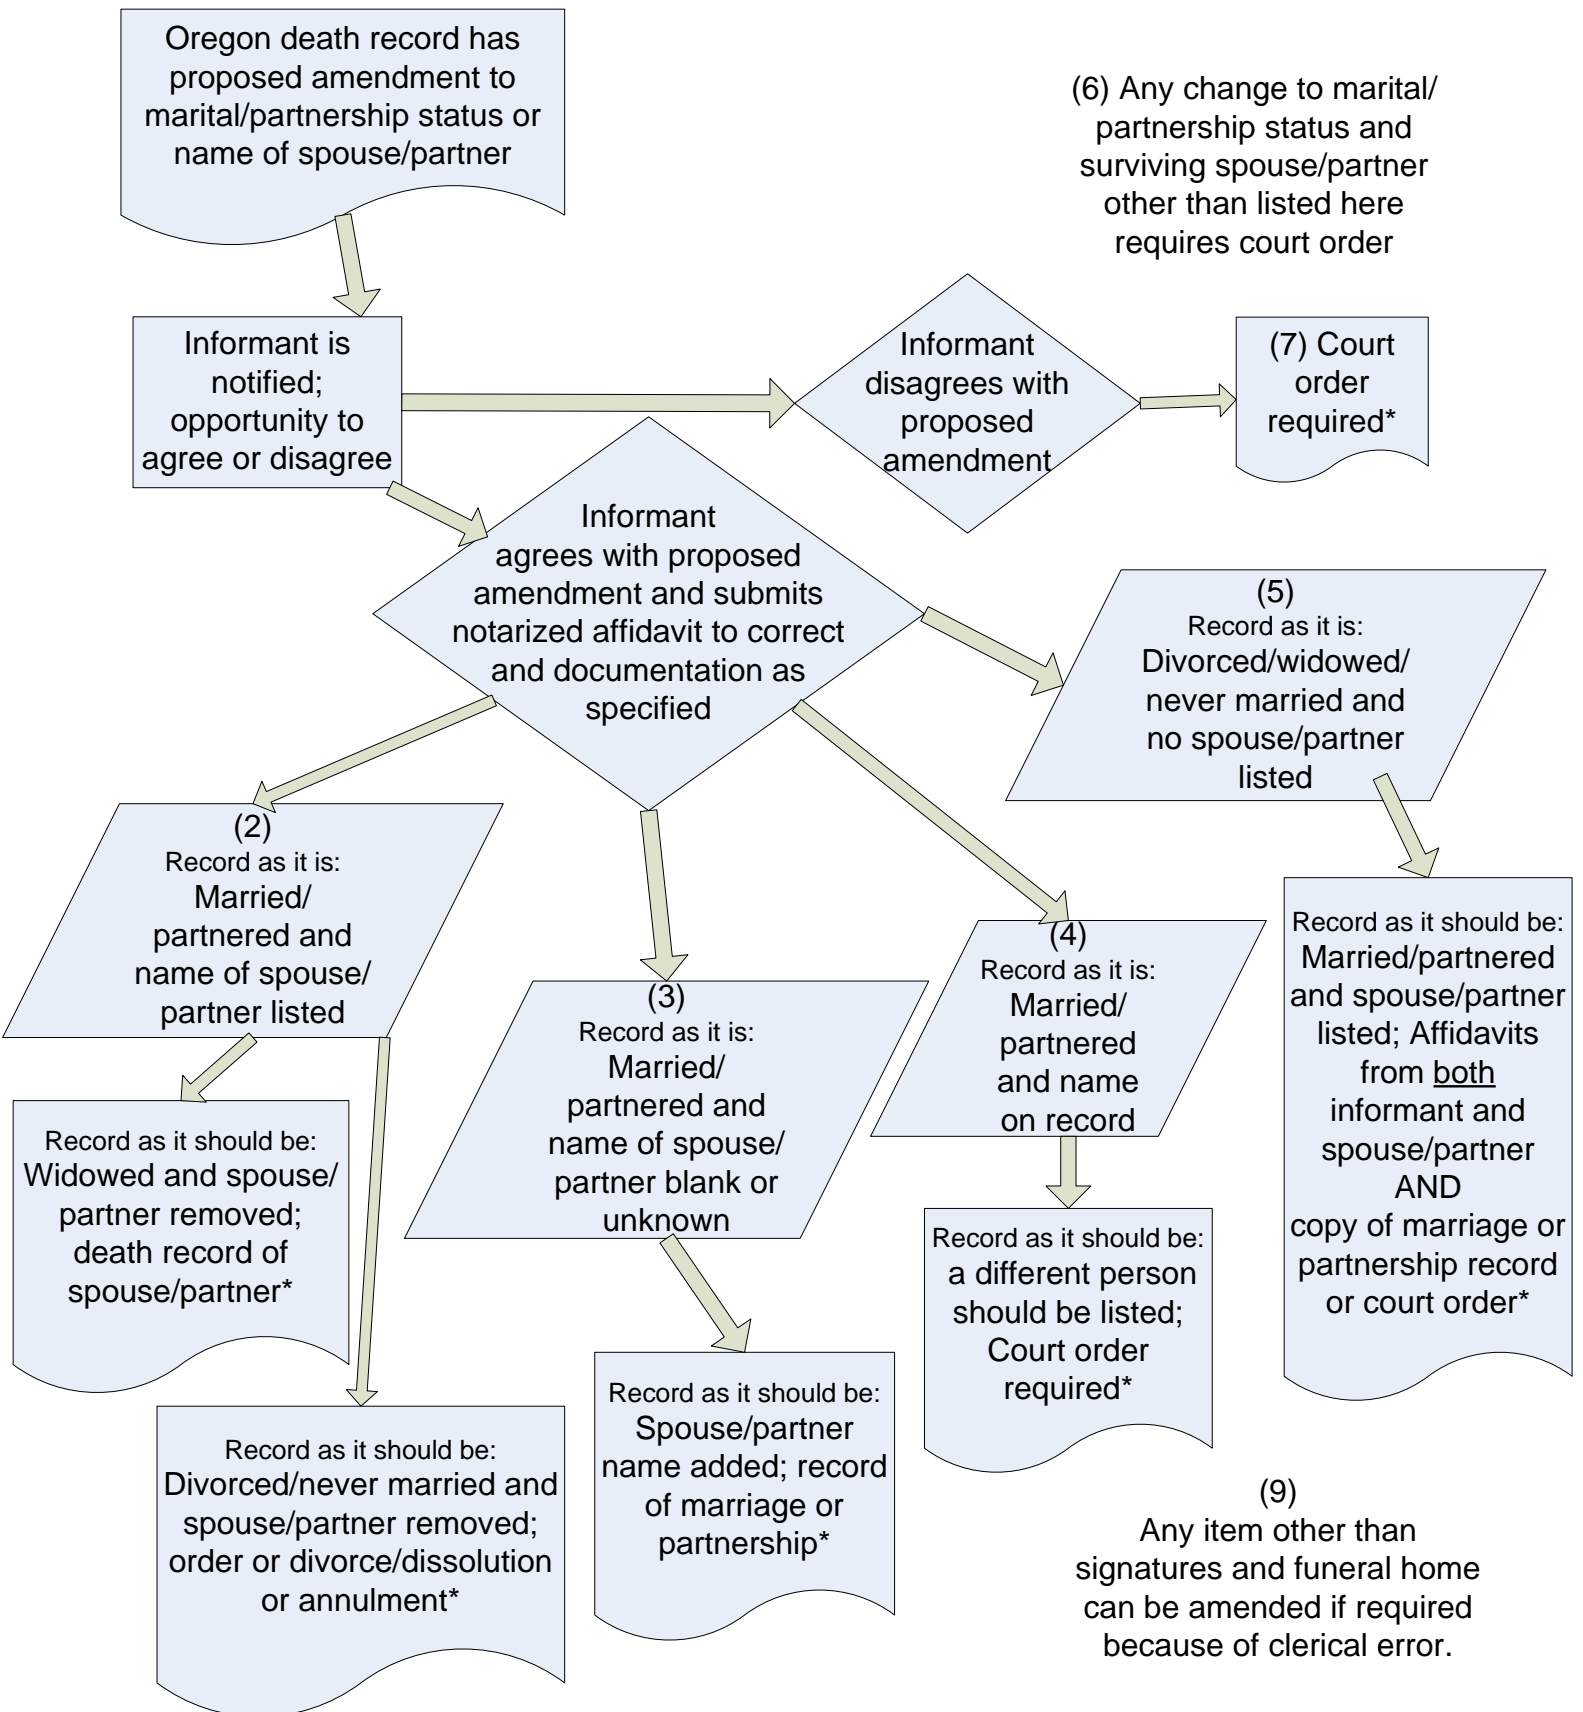 Oregon death record has
proposed amendment to
marital/partnership status or
name of spouse/partner
(6) Any change to marital/
partnership status and
surviving spouse/partner
other than listed here
requires court order
Informant is
notified;
opportunity to
agree or disagree
Informant
disagrees with
proposed
amendment
(7) Court
order
required*
Informant
agrees with proposed
amendment and submits
notarized affidavit to correct
and documentation as
specified
(5)
Record as it is:
Divorced/widowed/
never married and
no spouse/partner
listed
(2)
Record as it is:
Married/
partnered and
name of spouse/
partner listed
(3)
Record as it is:
Married/
partnered and
name of spouse/
partner blank or
unknown
(4)
Record as it is:
Married/
partnered
and name
on record
Record as it should be:
Married/partnered
and spouse/partner
listed; Affidavits
from both
informant and
spouse/partner
AND
copy of marriage or
partnership record
or court order*
Record as it should be:
Widowed and spouse/
partner removed;
death record of
spouse/partner*
Record as it should be:
a different person
should be listed;
Court order
required*
Record as it should be:
Divorced/never married and
spouse/partner removed;
order or divorce/dissolution
or annulment*
Record as it should be:
Spouse/partner
name added; record
of marriage or
partnership*
(9)
Any item other than
signatures and funeral home
can be amended if required
because of clerical error.